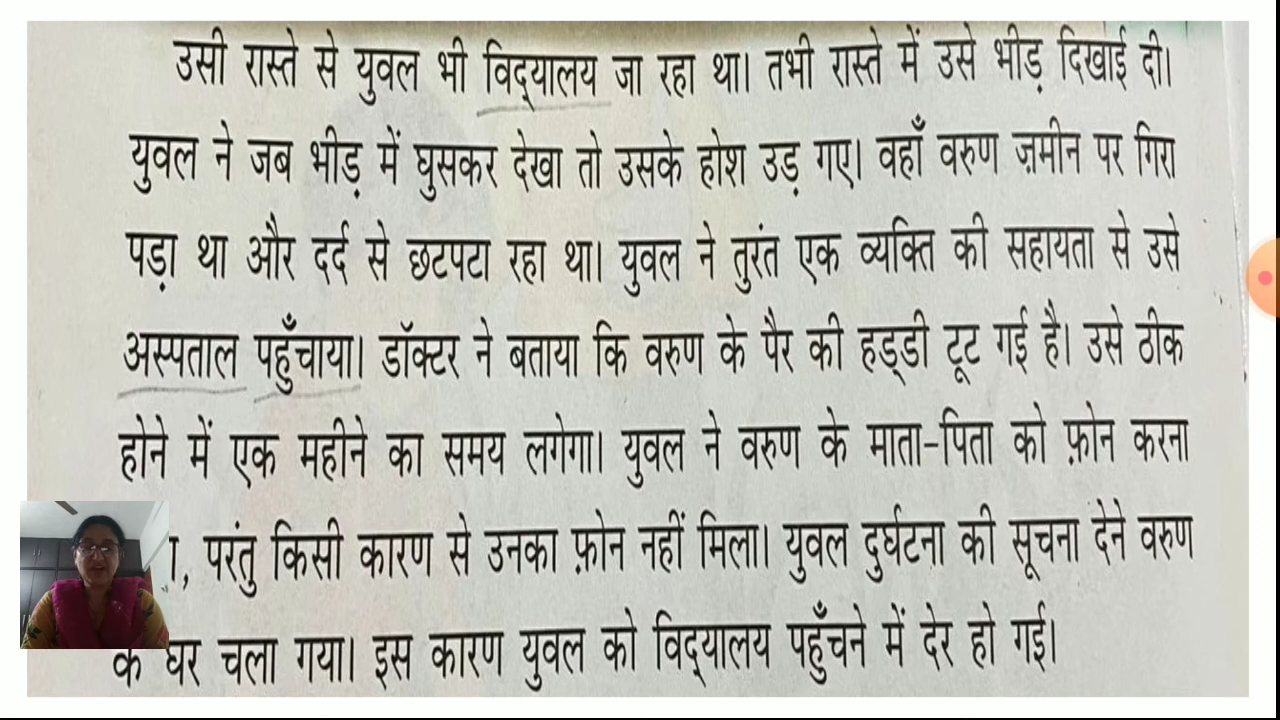 उसी रास्ते से युवल भी विद्यालय जा रहा था। तभी रास्ते में उसे भीड़ दिखाई दी।
युवल ने जब भीड़ में घुसकर देखा तो उसके होश उड़ गए। वहाँ वरुण ज़मीन पर गिरा
पड़ा था और दर्द से छटपटा रहा था। युवल ने तुरंत एक व्यक्ति की सहायता से उसे
अस्पताल पहुँचाया। डॉक्टर ने बताया कि वरुण के पैर की हड्डी टूट गई है। उसे ठीक
होने में एक महीने का समय लगेगा। युवल ने वरुण के माता-पिता को फ़ोन करना
, परंतु किसी कारण से उनका फ़ोन नहीं मिला। युवल दुर्घटना की सूचना देने वरुण
के घर चला गया। इस कारण युवल को विद्यालय पहुँचने में देर हो गई।